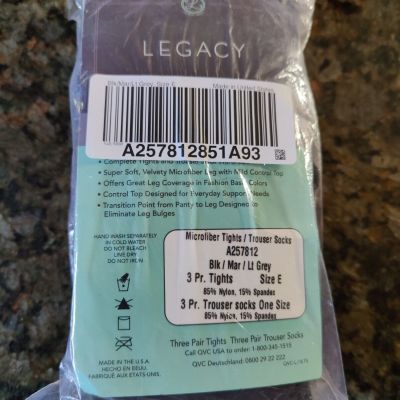 LEGACY
Blk/Mar/Lt Grey, Size E Made in United States
A257812851A93
• Complete Tights and Trouser
• Super Soft, Velvety Microfiber Leg with Mild Control Top
• Offers Great Leg Coverage in Fashion Basic Colors
• Control Top Designed for Everyday Support Needs
• Transition Point from Panty to Leg Designed to
Eliminate Leg Bulges
HAND WASH SEPARATELY
IN COLD WATER
DO NOT BLEACH
LINE DRY
DO NOT IRON
Microfiber Tights / Trouser Socks
A257812
Blk / Mar / Lt Grey
3 Pr. Tights Size E
85% Nylon, 15% Spandex
3 Pr. Trouser socks One Size
85% Nylon, 15% Spandex
Three Pair Tights Three Pair Trouser Socks
Call QVC USA to order: 1-800-345-1515
QVC Deutschland: 0800 29 22 222
MADE IN THE U.S.A.
HECHO EN EEUU.
FABRIQUÉ AUX ETATS-UNIS.